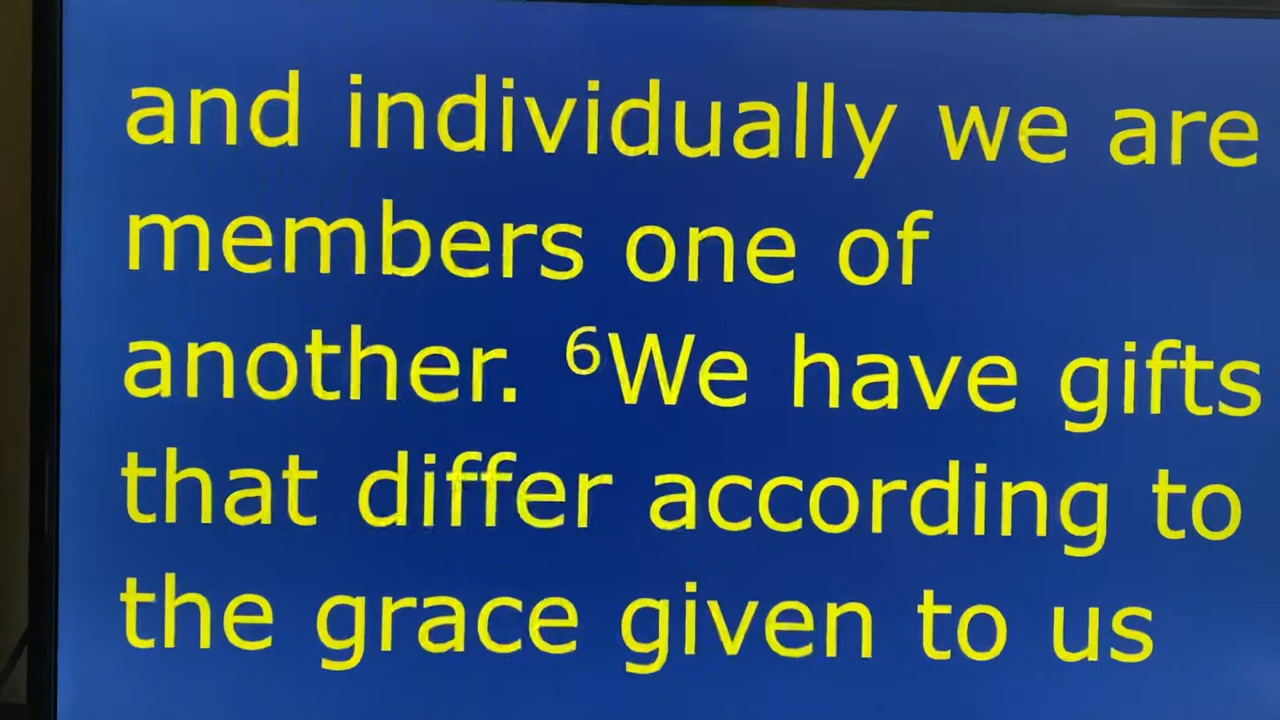 and individually we are
members one of
another. ⁶We have gifts
that differ according to
the grace given to us